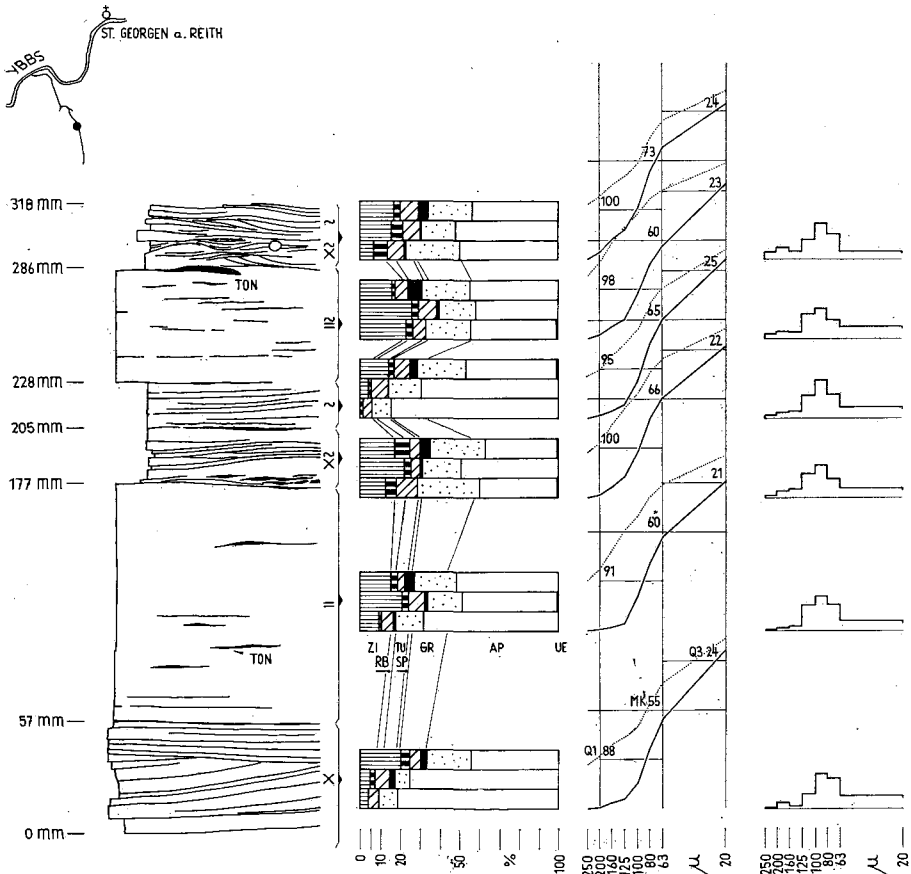 ST. GEORGEN a. REITH
YBBS
318 mm
286 mm
TON
228 mm
205 mm
177 mm
TON
57 mm
0 mm
ZI TU GR AP UE
RB SP
0 10 20 50 % 100
24
73
100
23
60
98
25
65
95
22
66
100
21
60
91
Q3 24
MK 55
Q1 88
250 200 160 125 100 80 63 µ 20
250 200 160 125 100 80 63 µ 20